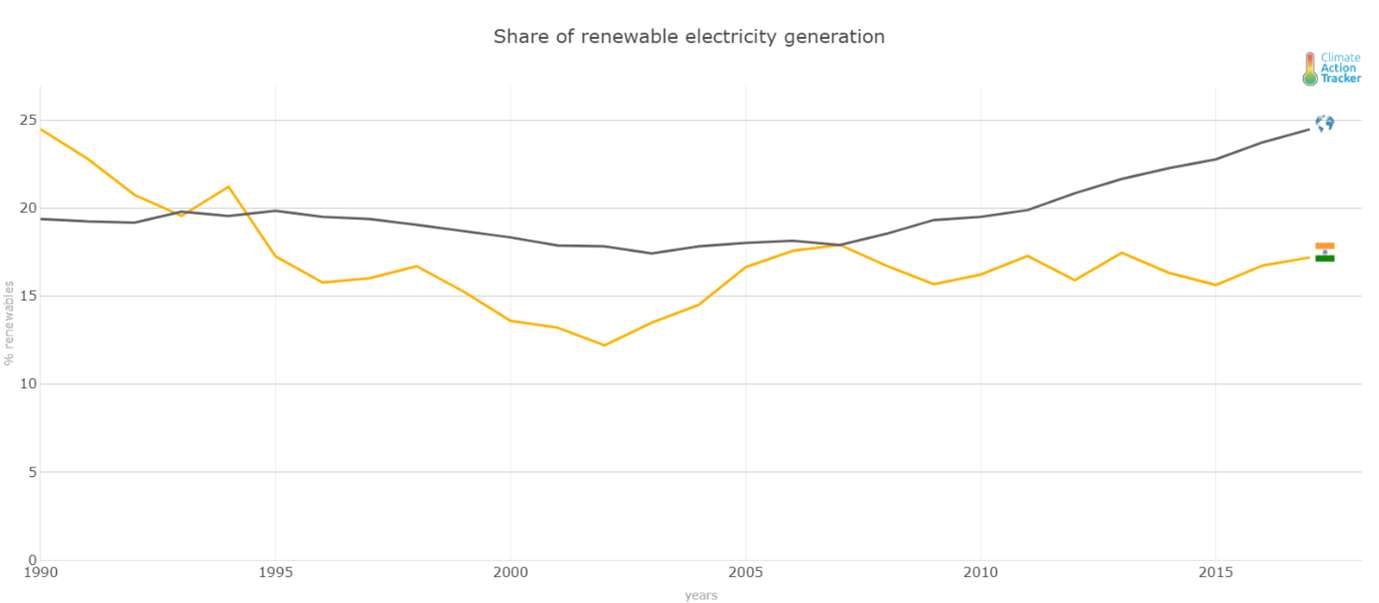 Share of renewable electricity generation
Climate
Action
Tracker
25
20
15
10
5
0
% renewables
1990 1995 2000 2005 2010 2015
years